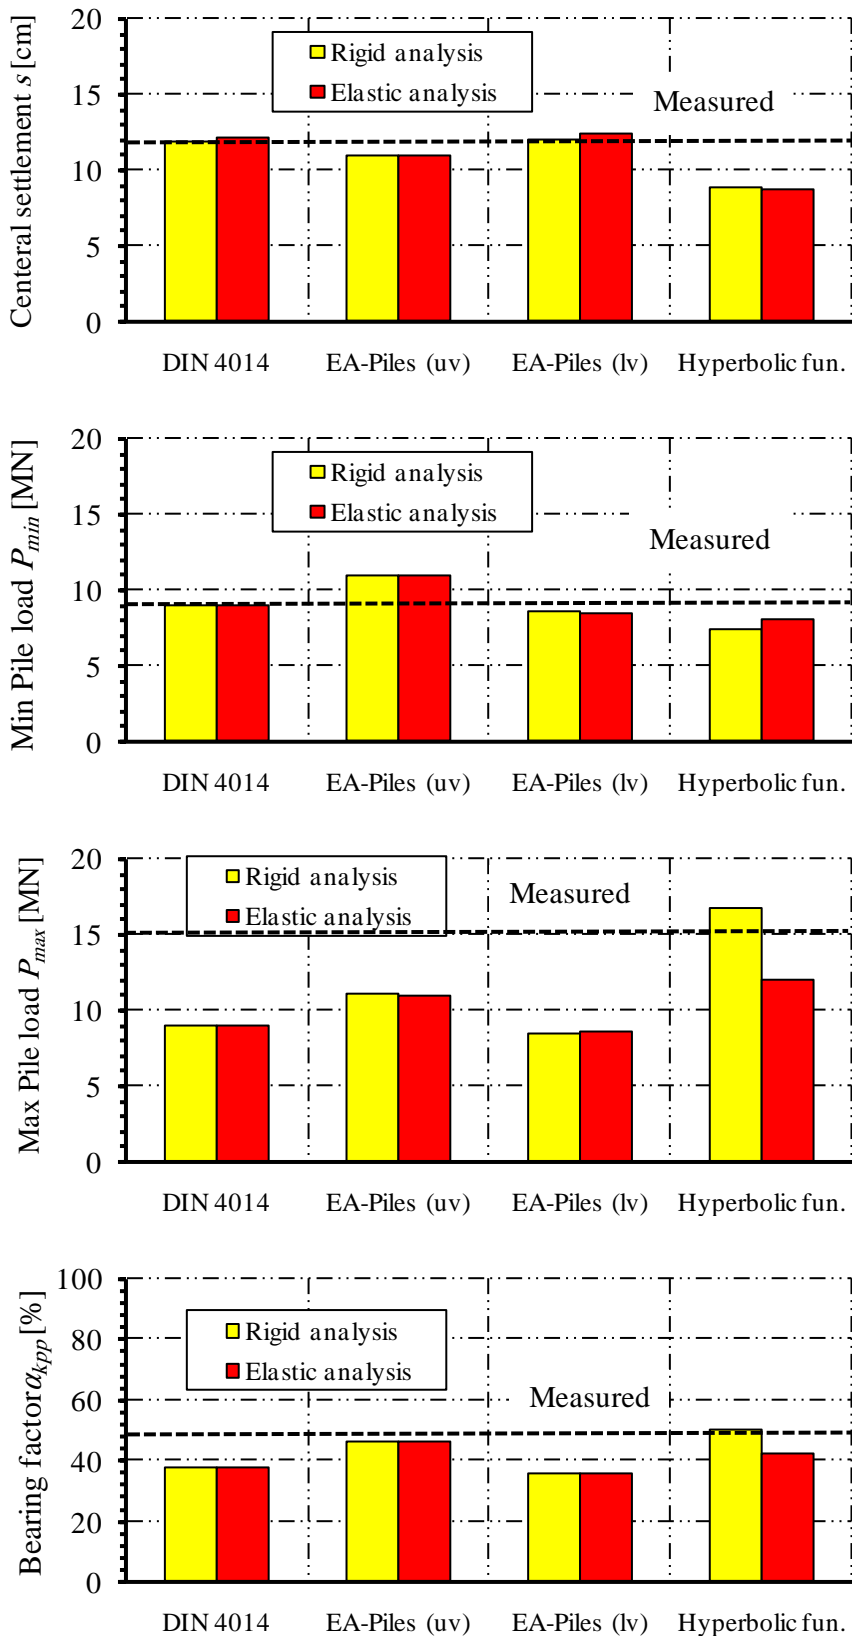 20
15
10
5
0
Centeral settlement s [cm]
Rigid analysis
Elastic analysis
Measured
DIN 4014 EA-Piles (uv) EA-Piles (lv) Hyperbolic fun.
20
15
10
5
0
Min Pile load Pmin [MN]
Rigid analysis
Elastic analysis
Measured
DIN 4014 EA-Piles (uv) EA-Piles (lv) Hyperbolic fun.
20
15
10
5
0
Max Pile load Pmax [MN]
Rigid analysis
Elastic analysis
Measured
DIN 4014 EA-Piles (uv) EA-Piles (lv) Hyperbolic fun.
100
80
60
40
20
0
Bearing factor αkpp [%]
Rigid analysis
Elastic analysis
Measured
DIN 4014 EA-Piles (uv) EA-Piles (lv) Hyperbolic fun.